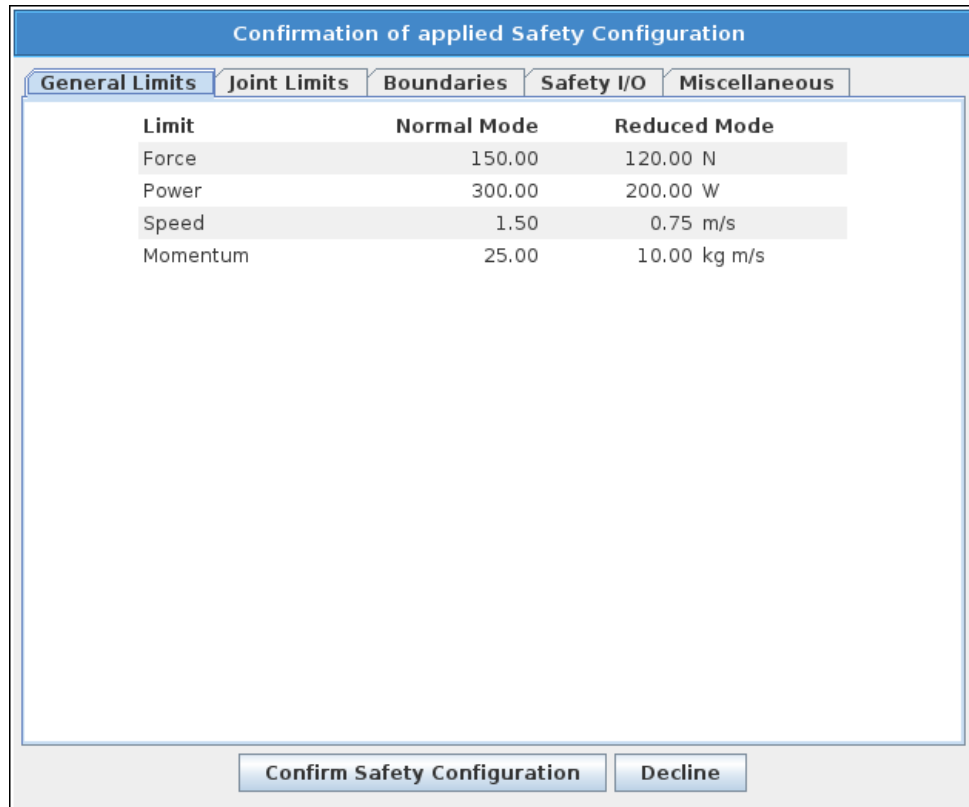 Confirmation of applied Safety Configuration
General Limits Joint Limits Boundaries Safety I/O Miscellaneous
Limit Normal Mode Reduced Mode
Force 150.00 120.00 N
Power 300.00 200.00 W
Speed 1.50 0.75 m/s
Momentum 25.00 10.00 kg m/s
Confirm Safety Configuration Decline